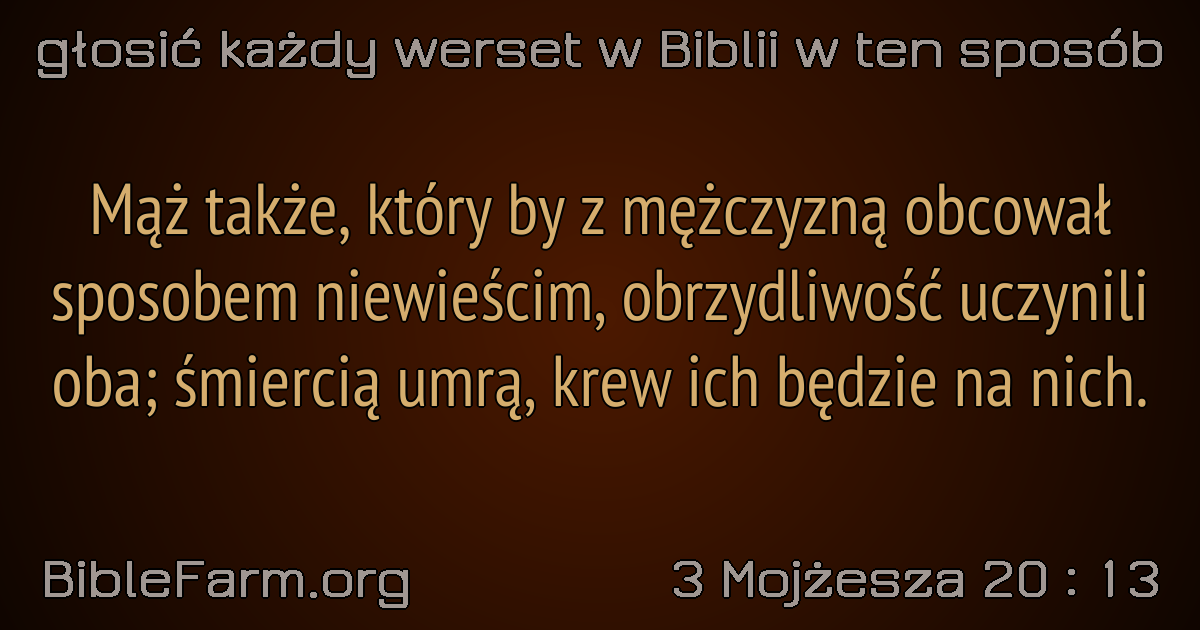 głosić każdy werset w Biblii w ten sposób
Mąż także, który by z mężczyzną obcował
sposobem niewieścim, obrzydliwość uczynili
oba; śmiercią umrą, krew ich będzie na nich.
BibleFarm.org
3 Mojżesza 20 : 13